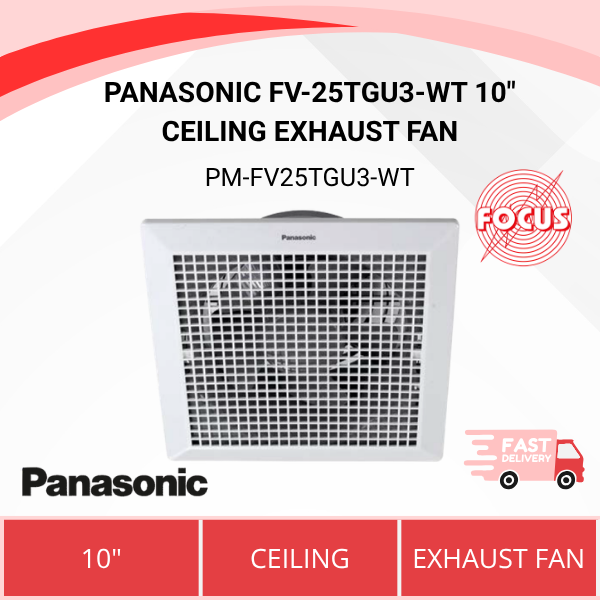 PANASONIC FV-25TGU3-WT 10"
CEILING EXHAUST FAN
PM-FV25TGU3-WT
FOCUS
Panasonic
FAST
DELIVERY
Panasonic
10"
CEILING
EXHAUST FAN